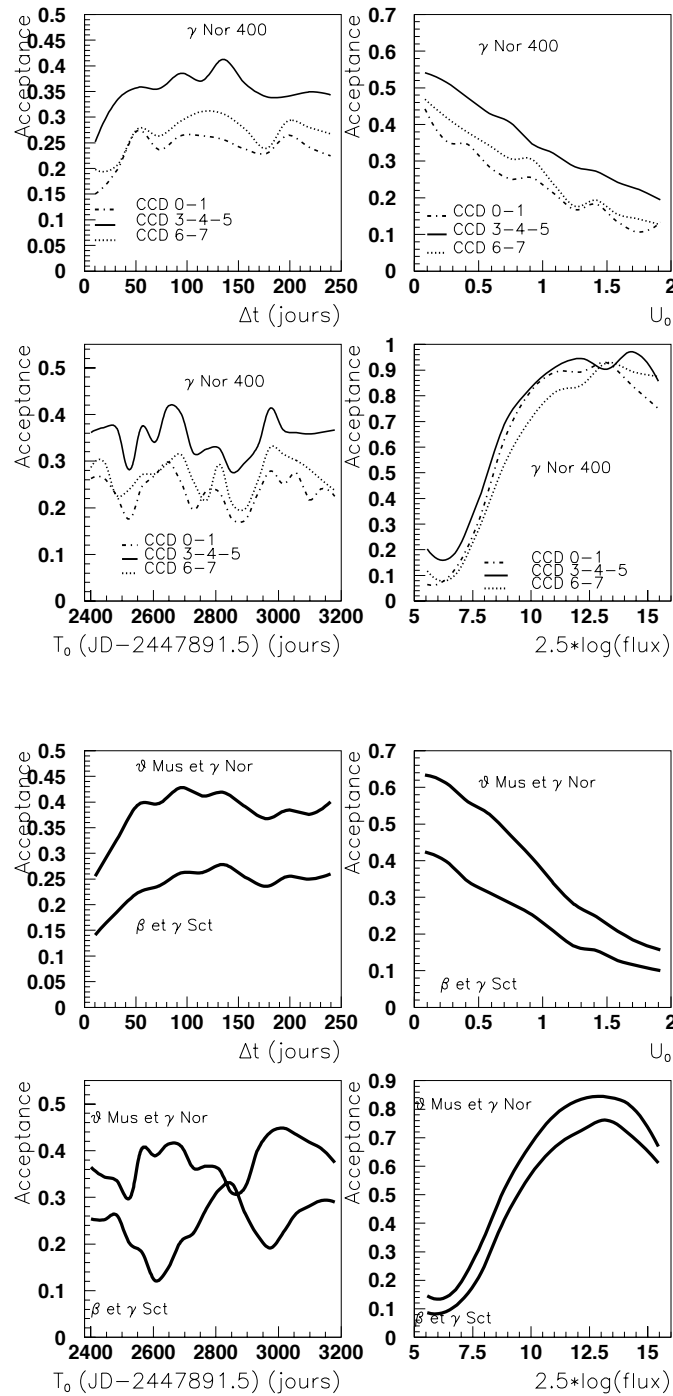 Acceptance
0.5
0.45
0.4
0.35
0.3
0.25
0.2
0.15
0.1
0.05
0
γ Nor 400
CCD 0-1
CCD 3-4-5
CCD 6-7
0 50 100 150 200 250
Δt (jours)
Acceptance
0.7
0.6
0.5
0.4
0.3
0.2
0.1
0
γ Nor 400
CCD 0-1
CCD 3-4-5
CCD 6-7
0 0.5 1 1.5 2
U₀
Acceptance
0.5
0.4
0.3
0.2
0.1
0
γ Nor 400
CCD 0-1
CCD 3-4-5
CCD 6-7
2400 2600 2800 3000 3200
T₀ (JD-2447891.5) (jours)
Acceptance
1
0.9
0.8
0.7
0.6
0.5
0.4
0.3
0.2
0.1
0
γ Nor 400
CCD 0-1
CCD 3-4-5
CCD 6-7
5 7.5 10 12.5 15
2.5*log(flux)
Acceptance
0.5
0.45
0.4
0.35
0.3
0.25
0.2
0.15
0.1
0.05
0
ϑ Mus et γ Nor
β et γ Sct
0 50 100 150 200 250
Δt (jours)
Acceptance
0.7
0.6
0.5
0.4
0.3
0.2
0.1
0
ϑ Mus et γ Nor
β et γ Sct
0 0.5 1 1.5 2
U₀
Acceptance
0.5
0.4
0.3
0.2
0.1
0
ϑ Mus et γ Nor
β et γ Sct
2400 2600 2800 3000 3200
T₀ (JD-2447891.5) (jours)
Acceptance
0.9
0.8
0.7
0.6
0.5
0.4
0.3
0.2
0.1
0
ϑ Mus et γ Nor
β et γ Sct
5 7.5 10 12.5 15
2.5*log(flux)